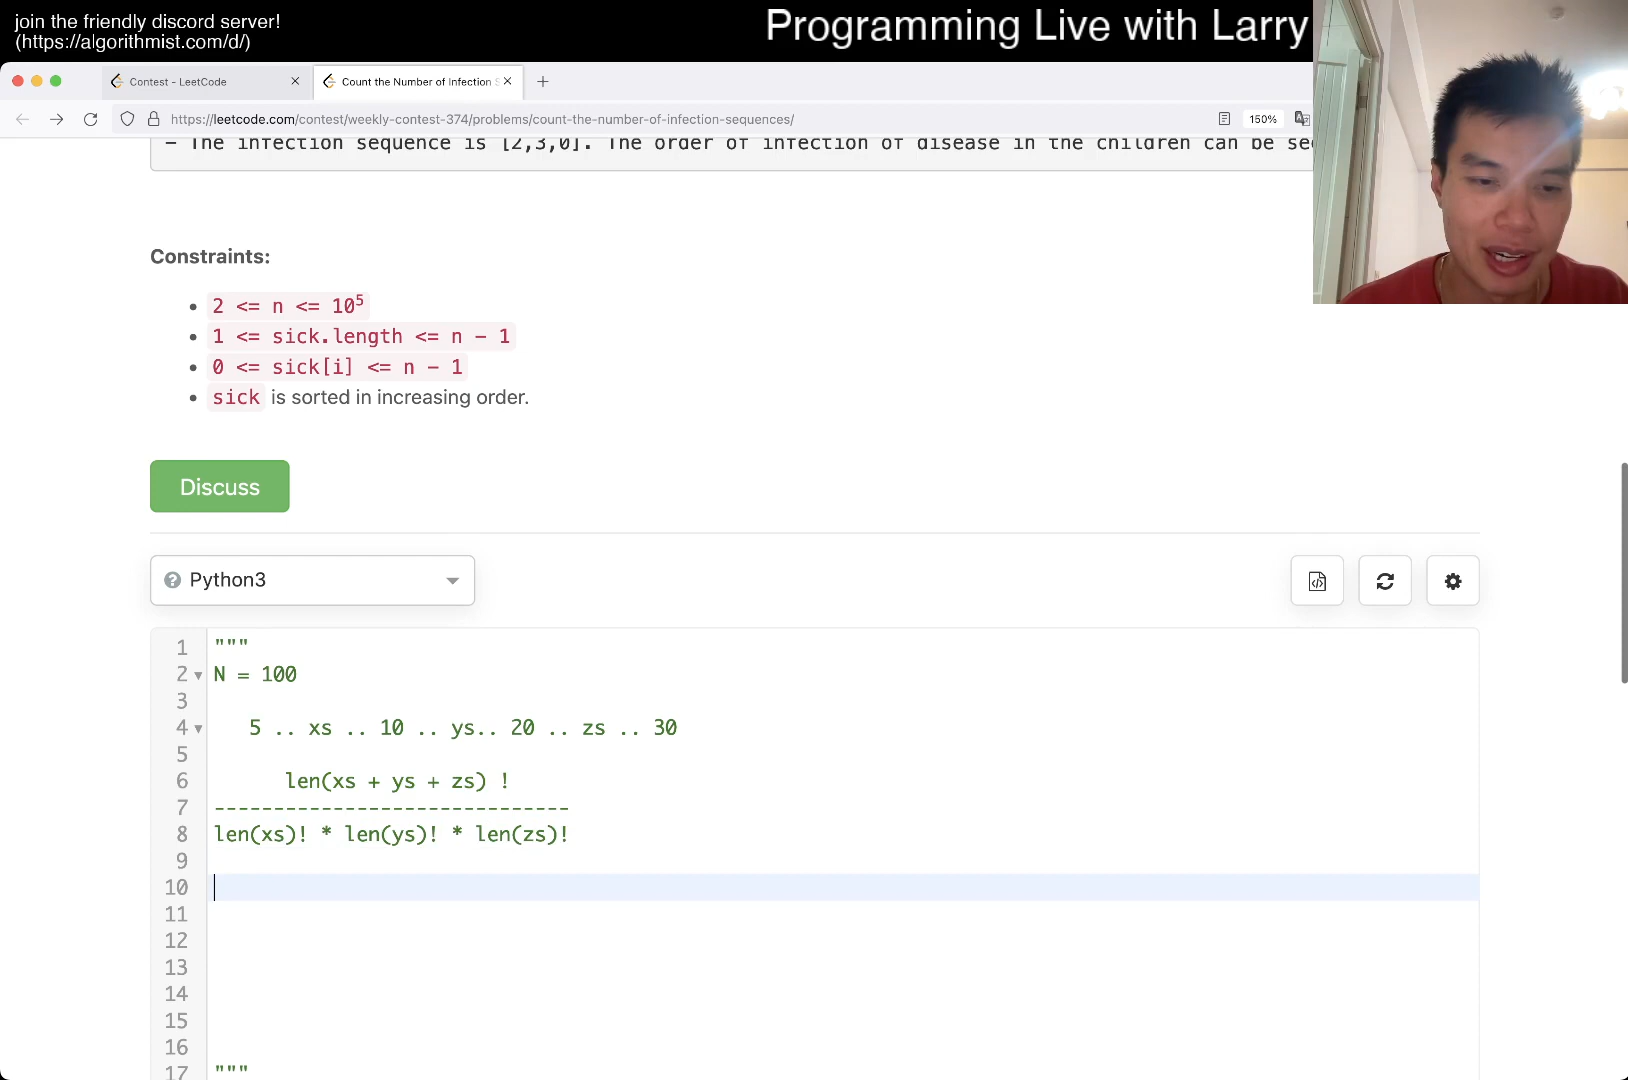 join the friendly discord server!
(https://algorithmist.com/d/)
Programming Live with Larry
Contest - LeetCode
Count the Number of Infection S
https://leetcode.com/contest/weekly-contest-374/problems/count-the-number-of-infection-sequences/
150%
- The infection sequence is [2,3,0]. The order of infection of disease in the children can be se
Constraints:
2 <= n <= 10⁵
1 <= sick.length <= n - 1
0 <= sick[i] <= n - 1
sick is sorted in increasing order.
Discuss
Python3
1 """
2 N = 100
3
4 5 .. xs .. 10 .. ys.. 20 .. zs .. 30
5
6 len(xs + ys + zs) !
7 ------------------------------
8 len(xs)! * len(ys)! * len(zs)!
9
10
11
12
13
14
15
16
17 """